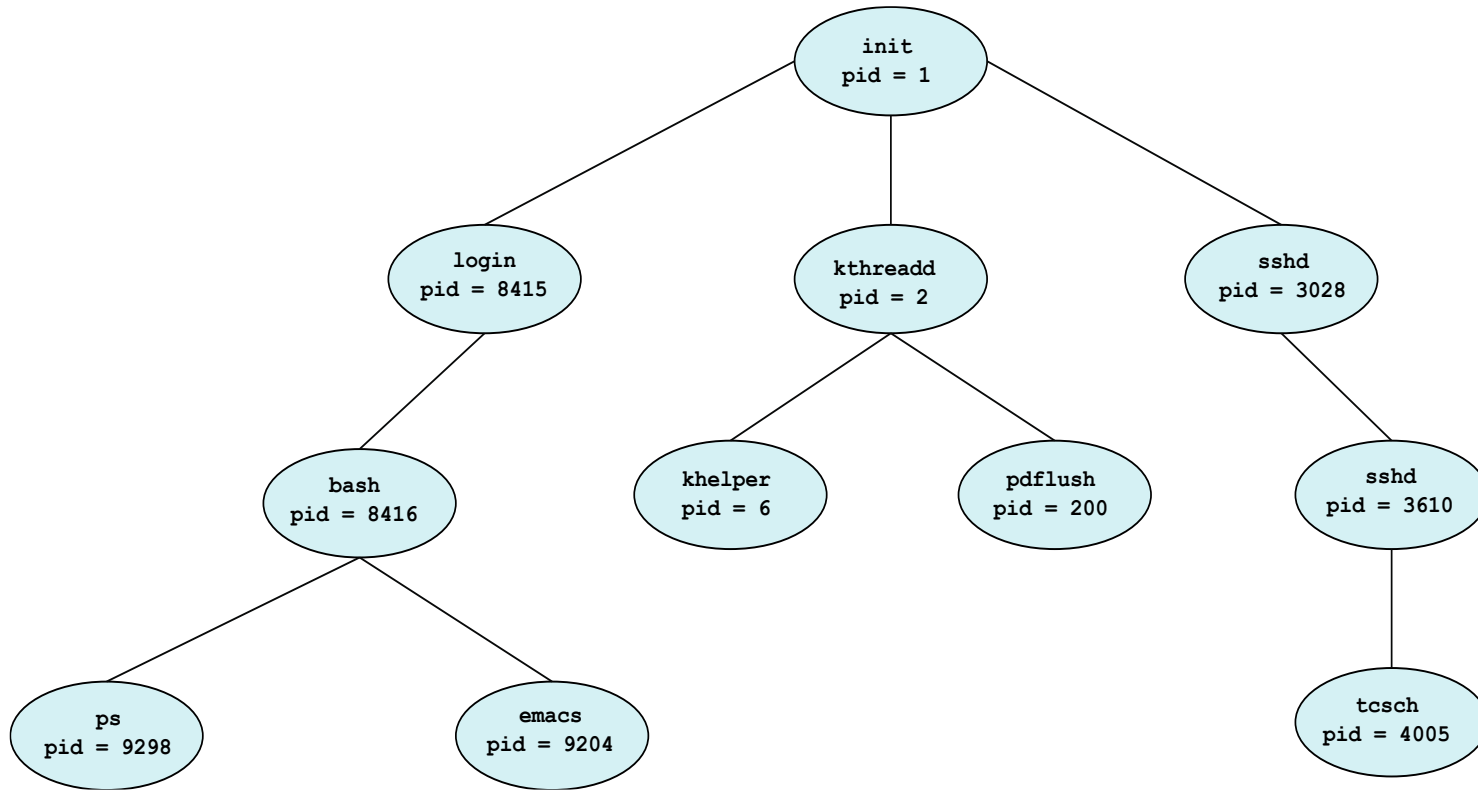 init
pid = 1
login
pid = 8415
kthreadd
pid = 2
sshd
pid = 3028
bash
pid = 8416
khelper
pid = 6
pdflush
pid = 200
sshd
pid = 3610
ps
pid = 9298
emacs
pid = 9204
tcsch
pid = 4005